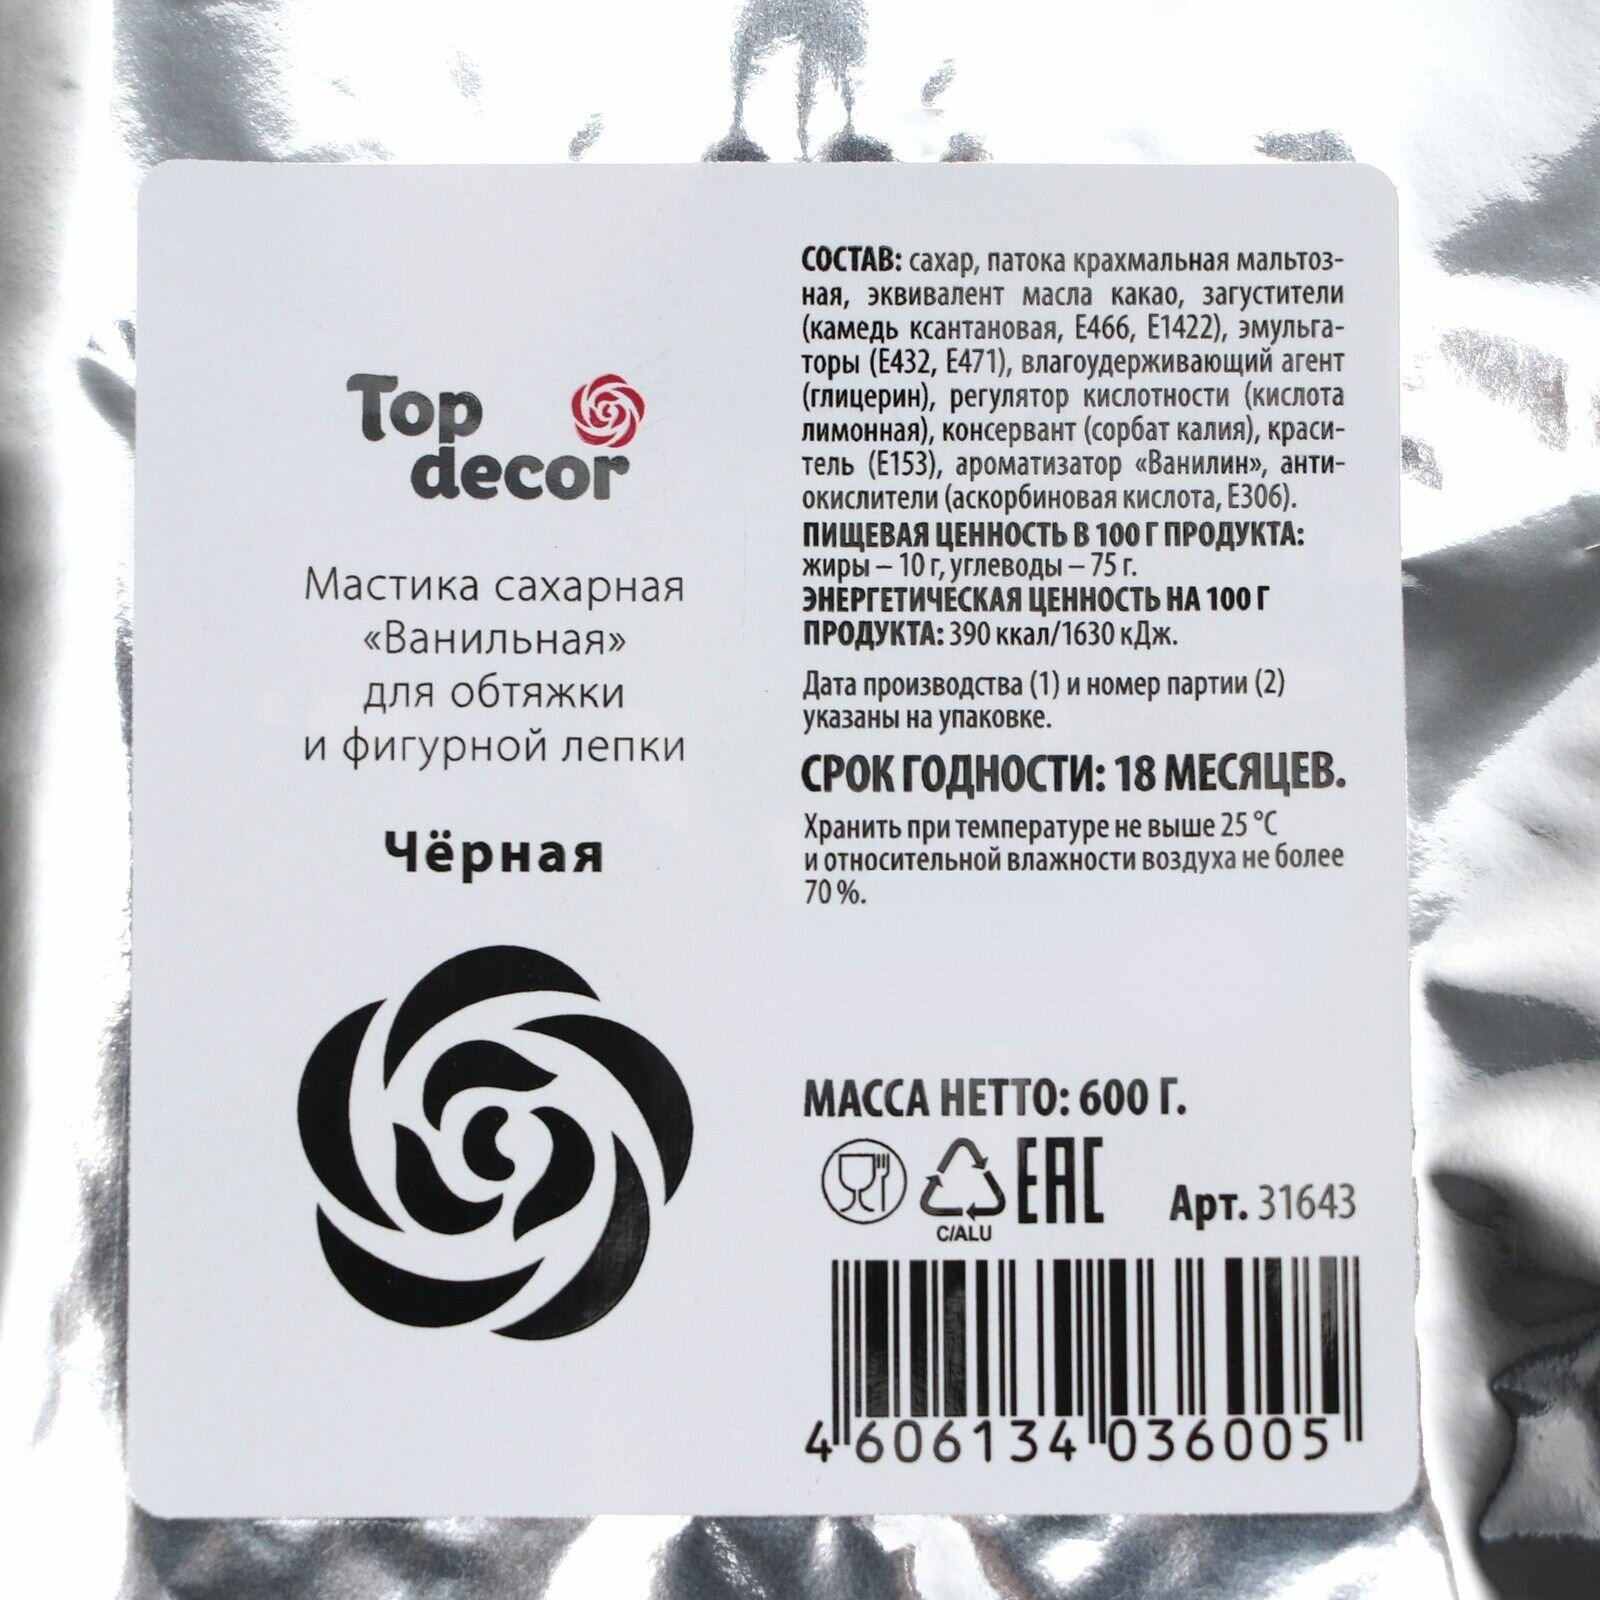 Top
decor
Мастика сахарная
«Ванильная»
для обтяжки
и фигурной лепки
Чёрная
СОСТАВ: сахар, патока крахмальная мальтоз-
ная, эквивалент масла какао, загустители
(камедь ксантановая, Е466, Е1422), эмульга-
торы (Е432, Е471), влагоудерживающий агент
(глицерин), регулятор кислотности (кислота
лимонная), консервант (сорбат калия), краси-
тель (Е153), ароматизатор «Ванилин», анти-
окислители (аскорбиновая кислота, Е306).
ПИЩЕВАЯ ЦЕННОСТЬ В 100 Г ПРОДУКТА:
жиры – 10 г, углеводы – 75 г.
ЭНЕРГЕТИЧЕСКАЯ ЦЕННОСТЬ НА 100 Г
ПРОДУКТА: 390 ккал/1630 кДж.
Дата производства (1) и номер партии (2)
указаны на упаковке.
СРОК ГОДНОСТИ: 18 МЕСЯЦЕВ.
Хранить при температуре не выше 25 °С
и относительной влажности воздуха не более
70 %.
МАССА НЕТТО: 600 Г.
C/ALU
EAC
Арт. 31643
4 606134 036005